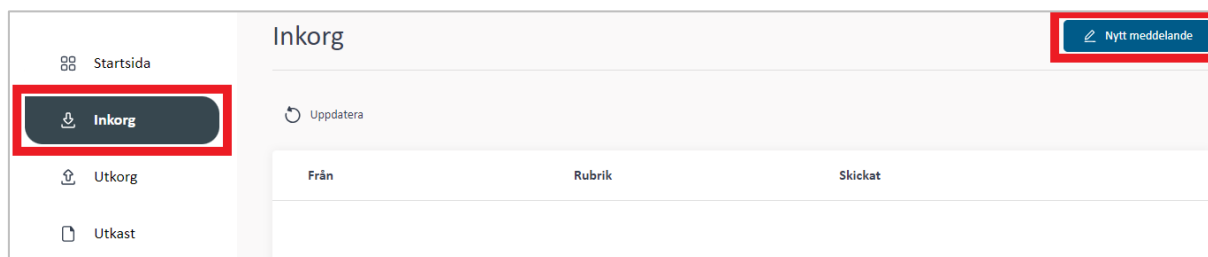 Startsida
Inkorg
Utkorg
Utkast
Inkorg
Nytt meddelande
Uppdatera
Från Rubrik Skickat